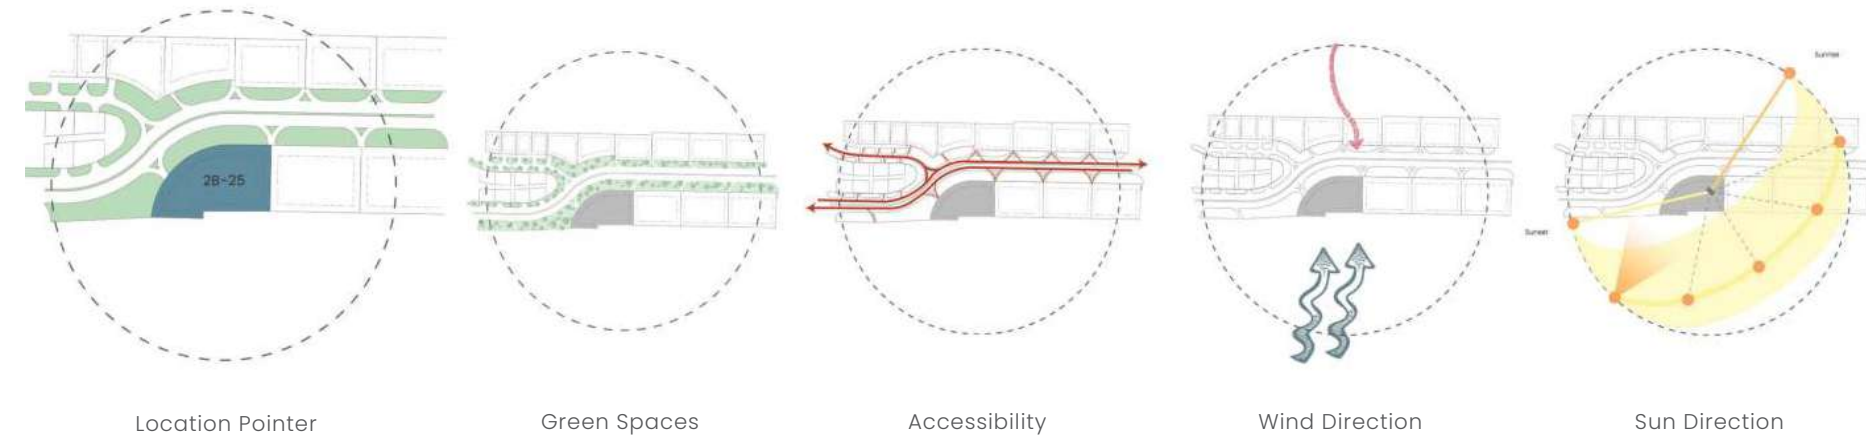 Sunrise
2B-25
Sunset
Location Pointer
Green Spaces
Accessibility
Wind Direction
Sun Direction